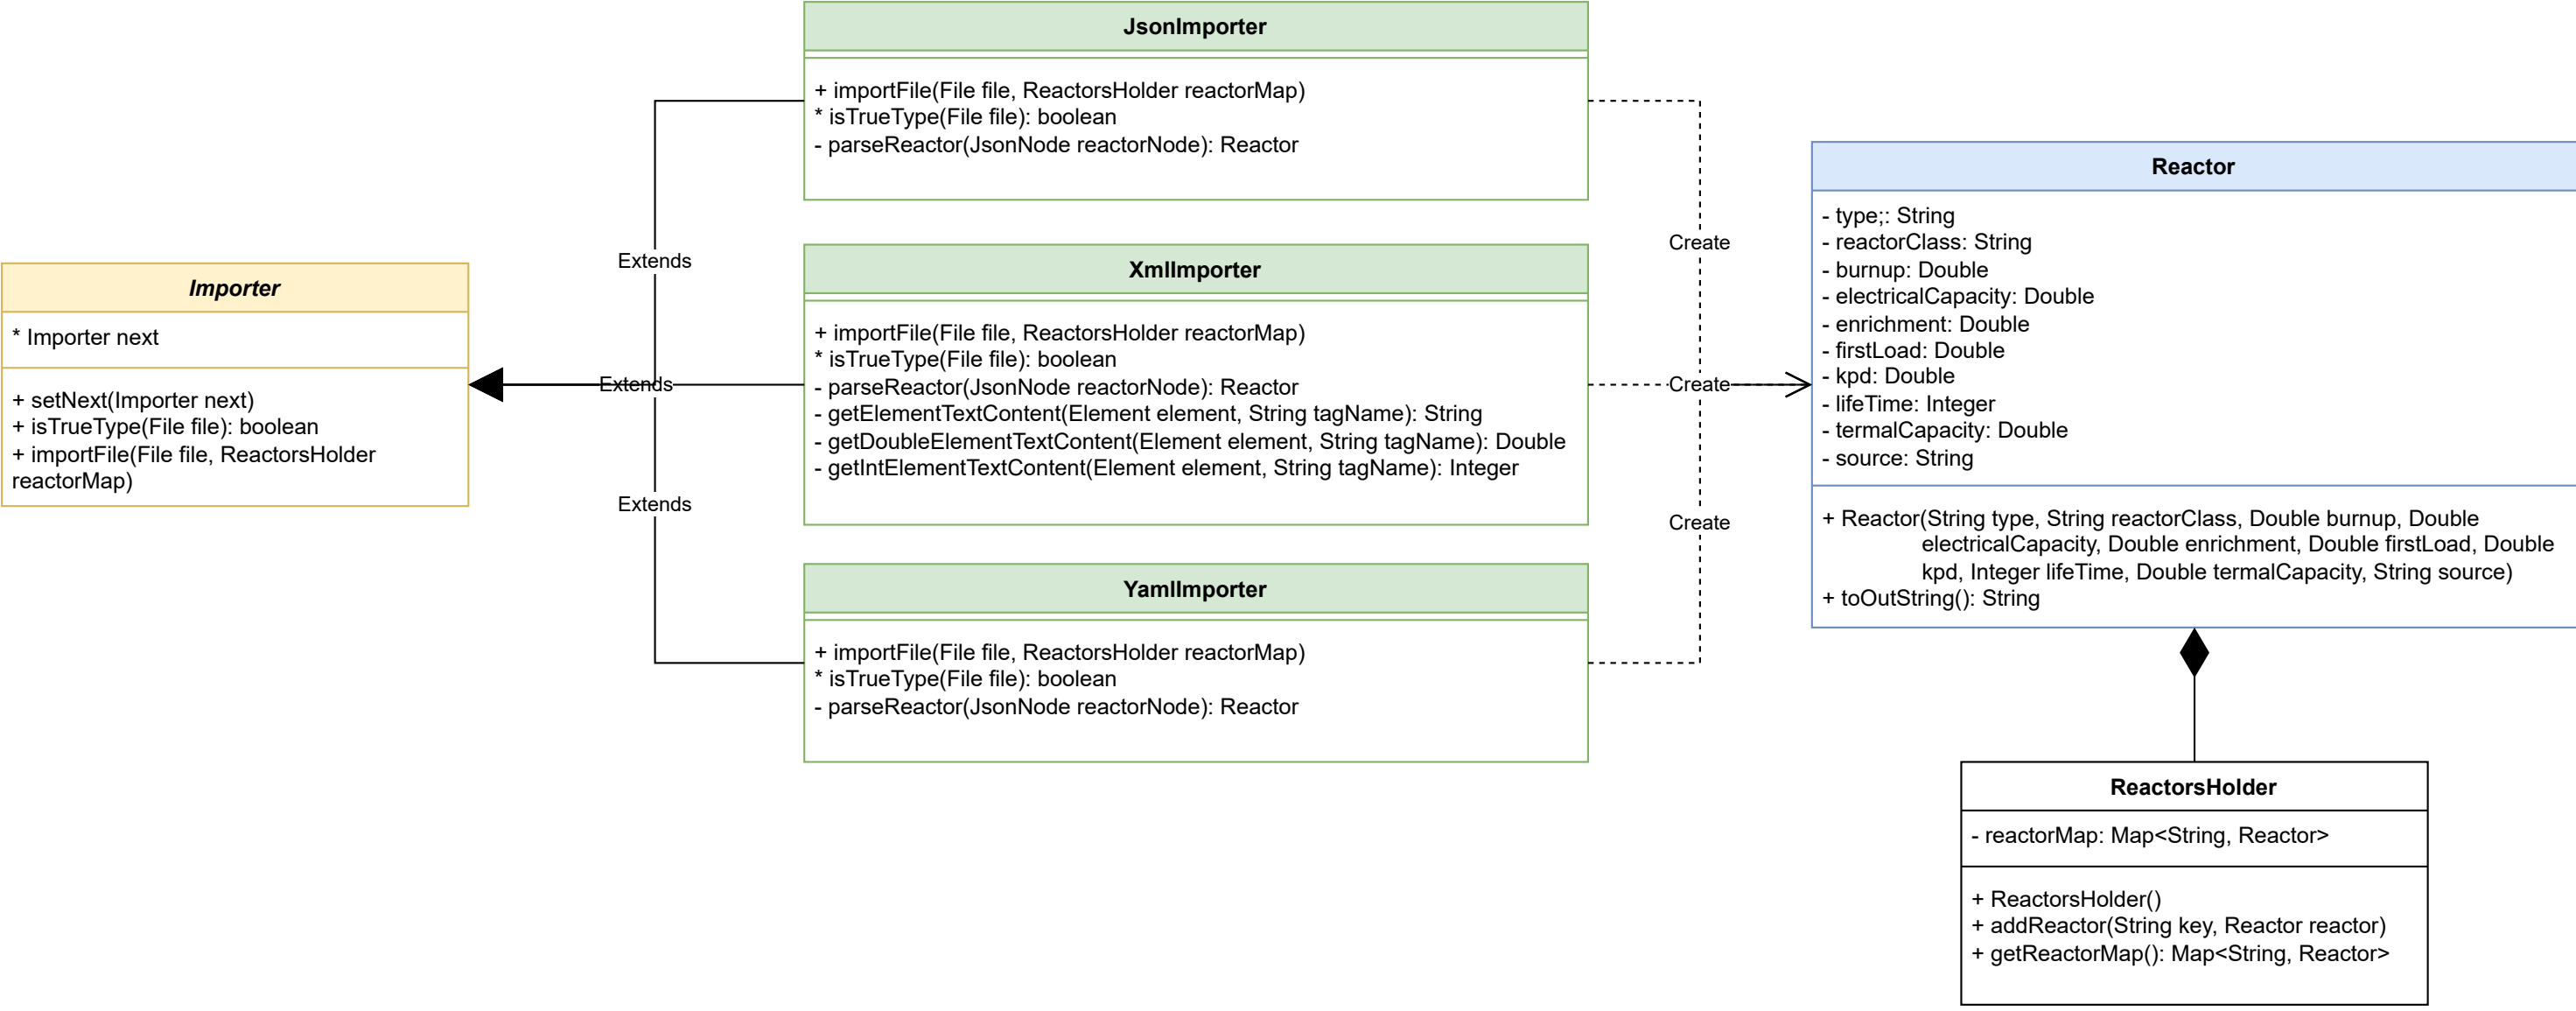 JsonImporter
+ importFile(File file, ReactorsHolder reactorMap)
* isTrueType(File file): boolean
- parseReactor(JsonNode reactorNode): Reactor
Extends
Importer
* Importer next
+ setNext(Importer next)
+ isTrueType(File file): boolean
+ importFile(File file, ReactorsHolder
reactorMap)
Extends
Extends
XmlImporter
+ importFile(File file, ReactorsHolder reactorMap)
* isTrueType(File file): boolean
- parseReactor(JsonNode reactorNode): Reactor
- getElementTextContent(Element element, String tagName): String
- getDoubleElementTextContent(Element element, String tagName): Double
- getIntElementTextContent(Element element, String tagName): Integer
YamlImporter
+ importFile(File file, ReactorsHolder reactorMap)
* isTrueType(File file): boolean
- parseReactor(JsonNode reactorNode): Reactor
Create
Create
Create
Reactor
- type;: String
- reactorClass: String
- burnup: Double
- electricalCapacity: Double
- enrichment: Double
- firstLoad: Double
- kpd: Double
- lifeTime: Integer
- termalCapacity: Double
- source: String
+ Reactor(String type, String reactorClass, Double burnup, Double
electricalCapacity, Double enrichment, Double firstLoad, Double
kpd, Integer lifeTime, Double termalCapacity, String source)
+ toOutString(): String
ReactorsHolder
- reactorMap: Map<String, Reactor>
+ ReactorsHolder()
+ addReactor(String key, Reactor reactor)
+ getReactorMap(): Map<String, Reactor>